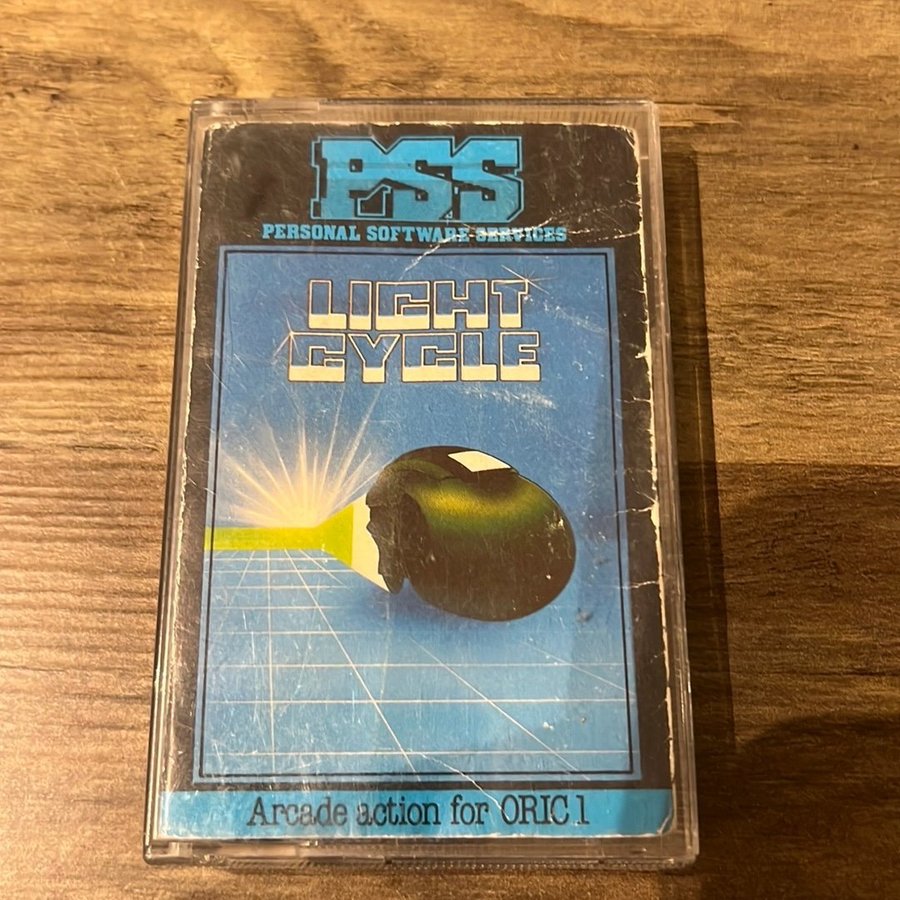 PSS
PERSONAL SOFTWARE SERVICES
LIGHT
CYCLE
Arcade action for ORIC 1